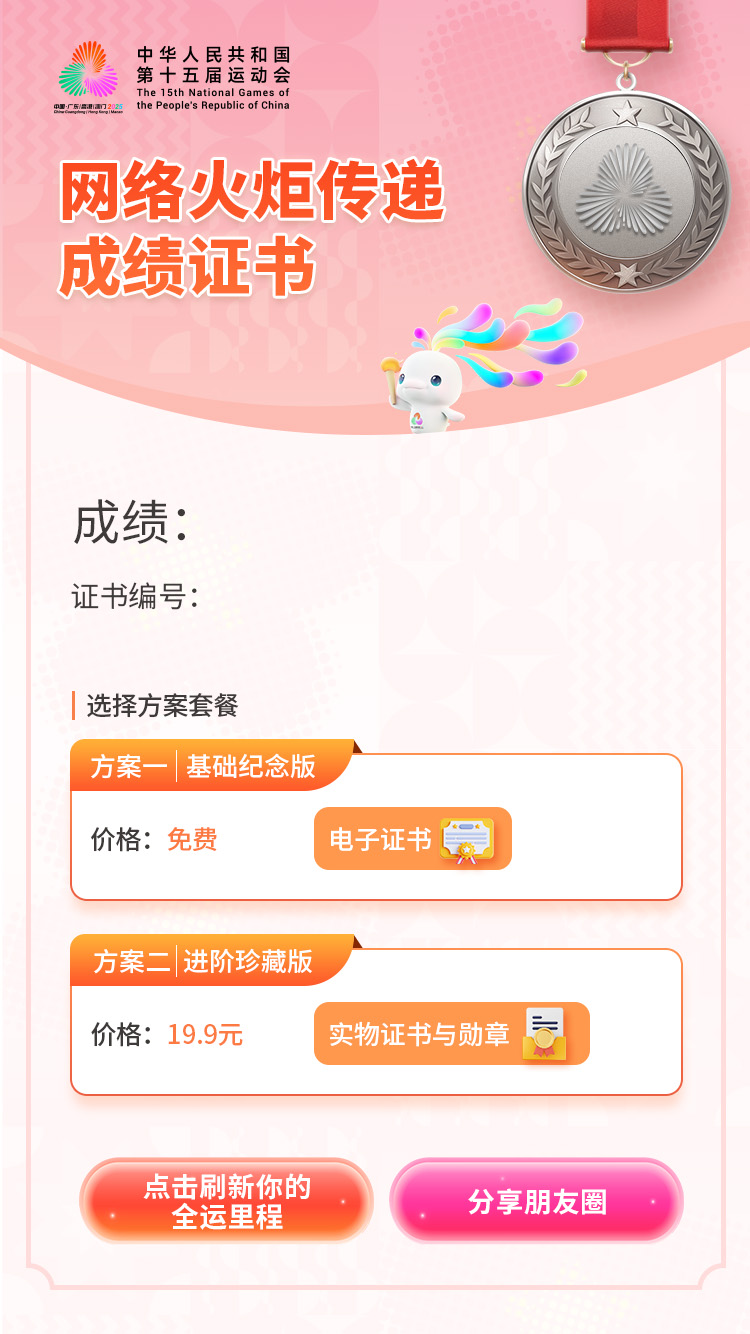 中华人民共和国
第十五届运动会
The 15th National Games of
the People's Republic of China
中国·广东|香港|澳门 2025
China·Guangdong | Hong Kong | Macao
网络火炬传递
成绩证书
成绩：
证书编号：
选择方案套餐
方案一 | 基础纪念版
价格：免费
电子证书
方案二 | 进阶珍藏版
价格：19.9元
实物证书与勋章
点击刷新你的
全运里程
分享朋友圈